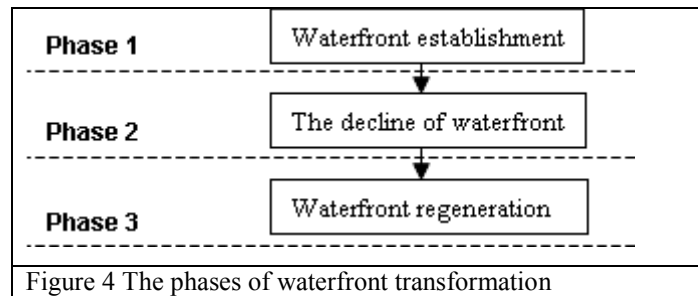 Phase 1 Waterfront establishment
Phase 2 The decline of waterfront
Phase 3 Waterfront regeneration
Figure 4 The phases of waterfront transformation